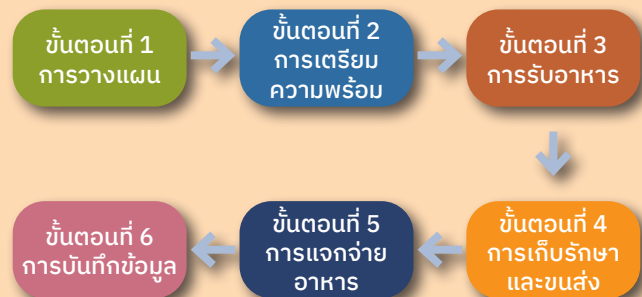 ขั้นตอนที่ 1
การวางแผน
ขั้นตอนที่ 2
การเตรียม
ความพร้อม
ขั้นตอนที่ 3
การรับอาหาร
ขั้นตอนที่ 4
การเก็บรักษา
และขนส่ง
ขั้นตอนที่ 5
การแจกจ่าย
อาหาร
ขั้นตอนที่ 6
การบันทึกข้อมูล